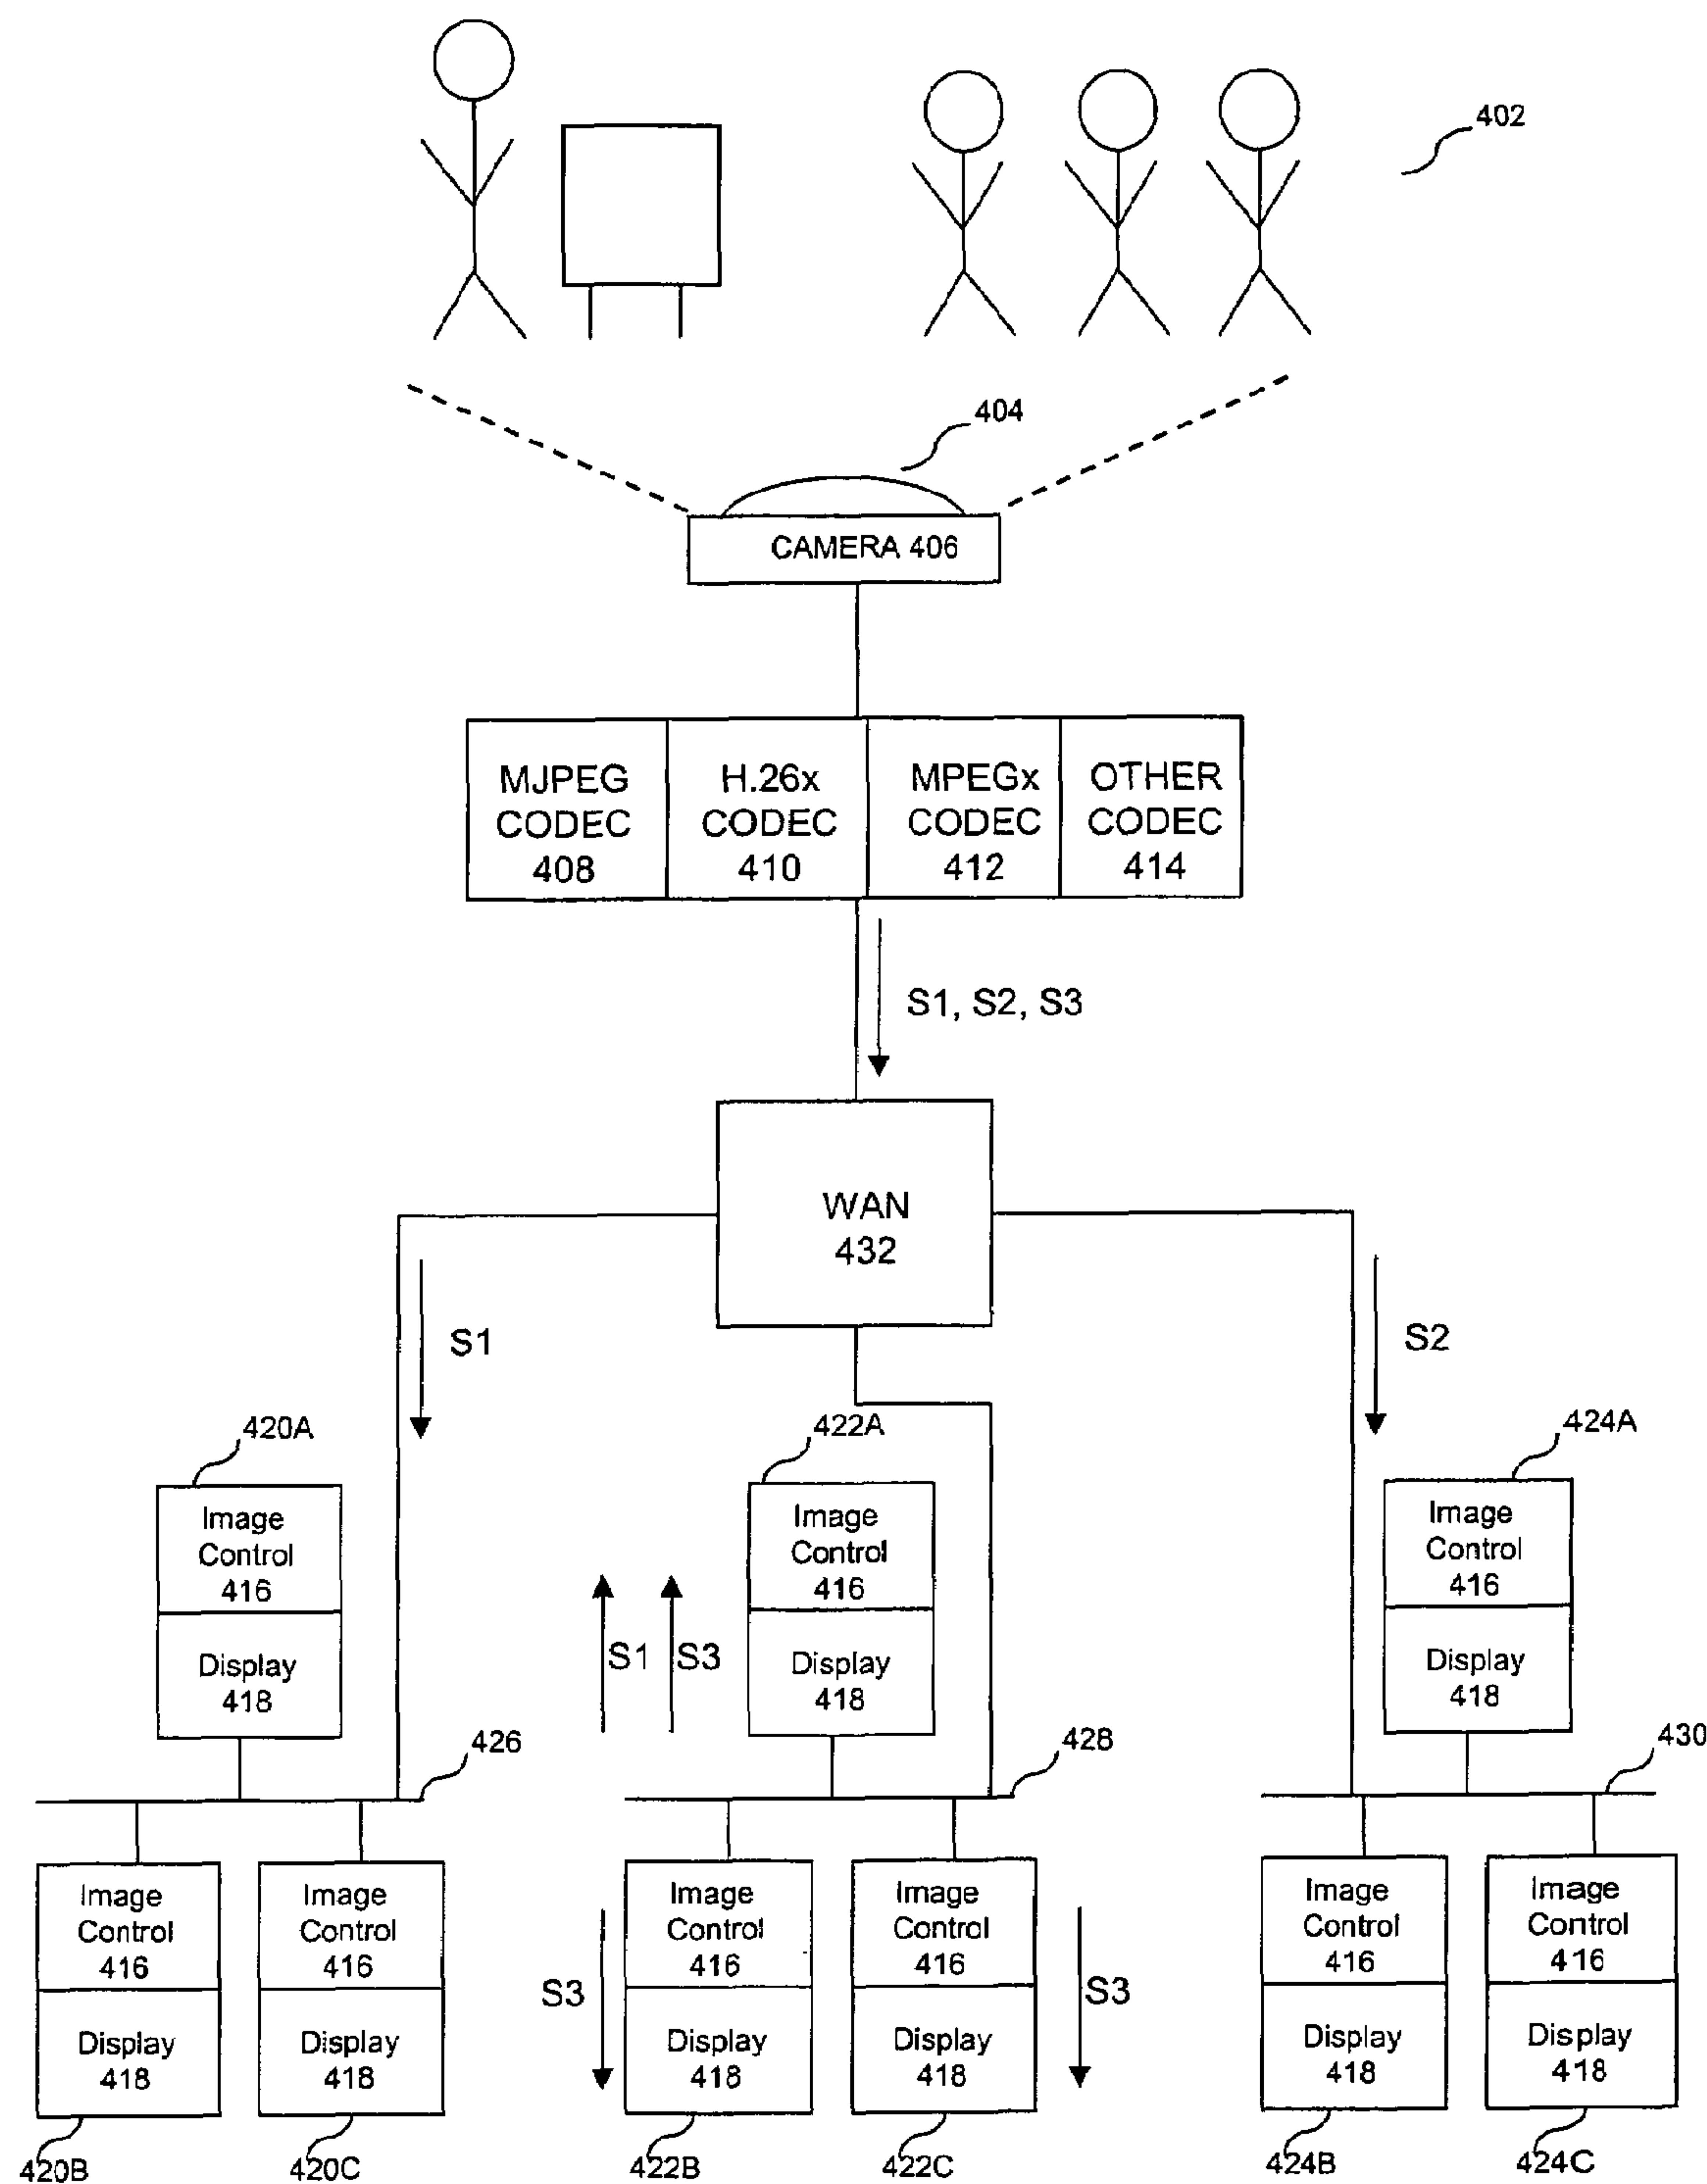 402
404
CAMERA 406
MJPEG
CODEC
408
H.26x
CODEC
410
MPEGx
CODEC
412
OTHER
CODEC
414
S1, S2, S3
WAN
432
S1
S2
420A
Image
Control
416
Display
418
422A
Image
Control
416
Display
418
S1
S3
424A
Image
Control
416
Display
418
426
428
430
Image
Control
416
Display
418
420B
Image
Control
416
Display
418
420C
S3
Image
Control
416
Display
418
422B
Image
Control
416
Display
418
422C
S3
Image
Control
416
Display
418
424B
Image
Control
416
Display
418
424C